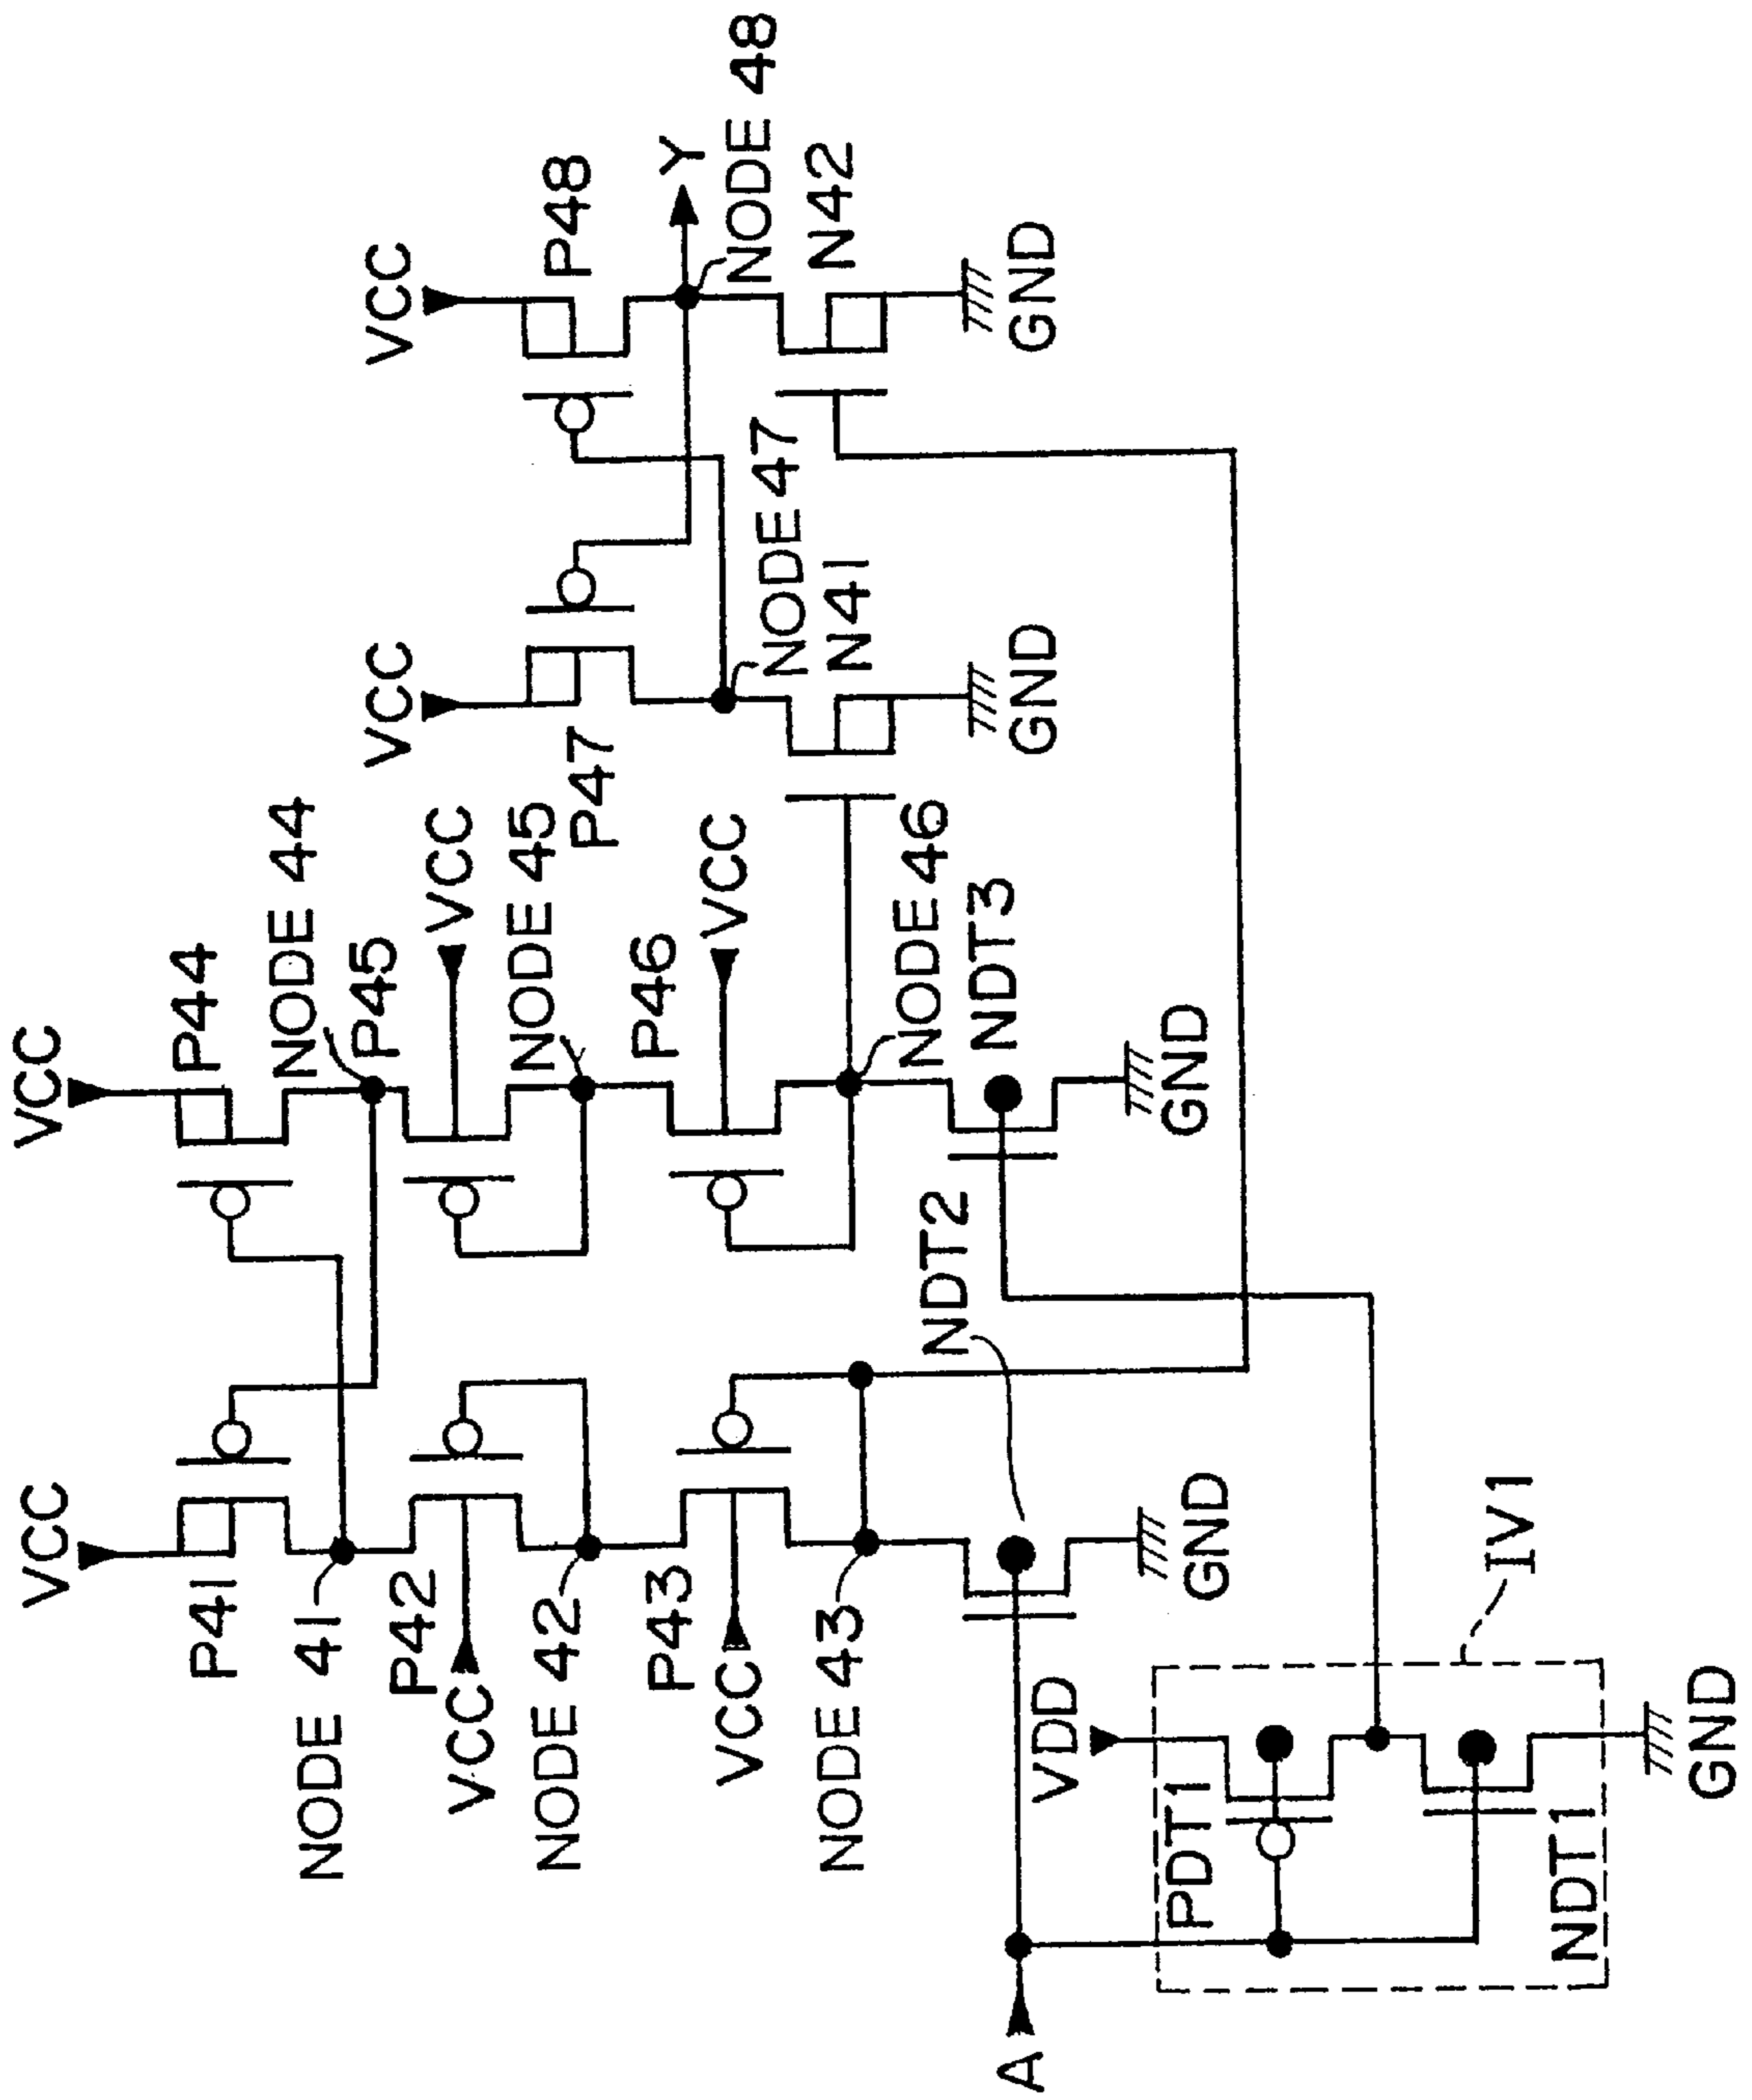 VCC
VCC
P41
P44
NODE 41
NODE 44
P42
P45
VCC
VCC
NODE 42
NODE 45
P43
P46
VCC
VCC
NODE 43
NODE 46
NDT2
NDT3
GND
GND
VCC
VCC
P47
P48
Y
NODE 47
NODE 48
N41
N42
GND
GND
A
VDD
PDT1
NDT1
IV1
GND